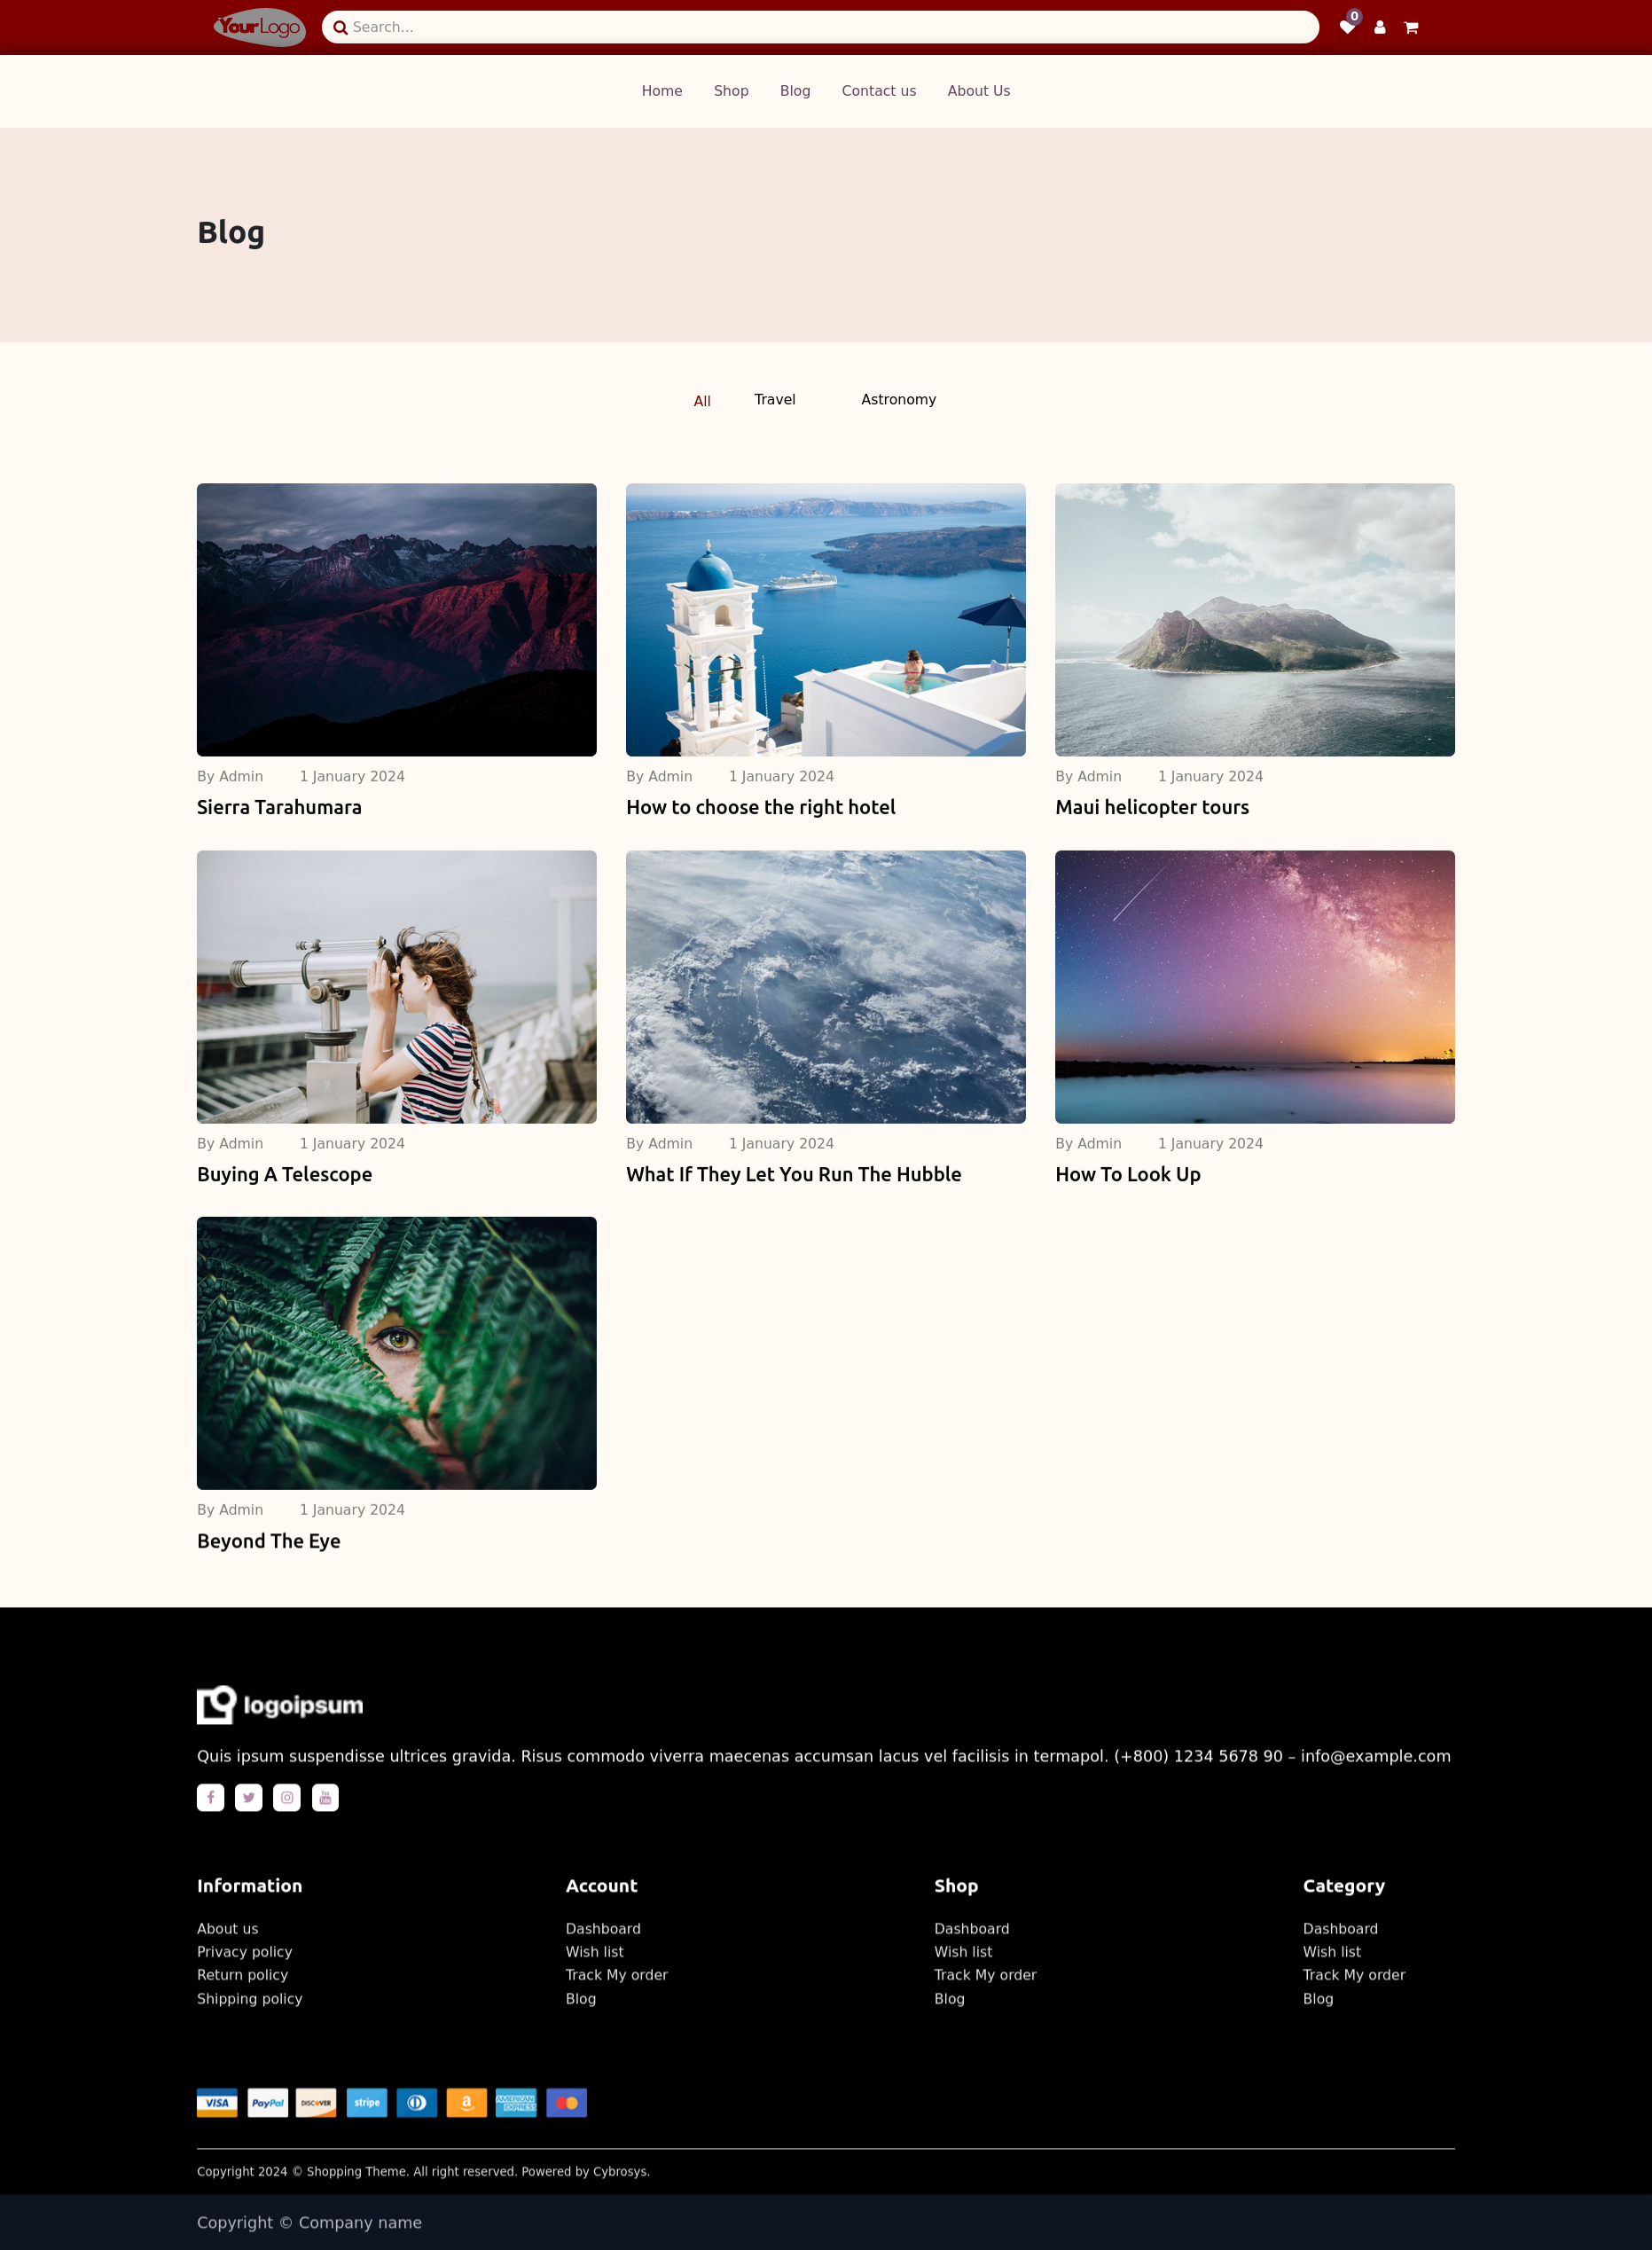 YourLogo
Search...
0
Home Shop Blog Contact us About Us
Blog
All Travel Astronomy
By Admin 1 January 2024
Sierra Tarahumara
By Admin 1 January 2024
How to choose the right hotel
By Admin 1 January 2024
Maui helicopter tours
By Admin 1 January 2024
Buying A Telescope
By Admin 1 January 2024
What If They Let You Run The Hubble
By Admin 1 January 2024
How To Look Up
By Admin 1 January 2024
Beyond The Eye
logoipsum
Quis ipsum suspendisse ultrices gravida. Risus commodo viverra maecenas accumsan lacus vel facilisis in termapol. (+800) 1234 5678 90 – info@example.com
You Tube
Information
About us
Privacy policy
Return policy
Shipping policy
Account
Dashboard
Wish list
Track My order
Blog
Shop
Dashboard
Wish list
Track My order
Blog
Category
Dashboard
Wish list
Track My order
Blog
VISA PayPal DISCOVER stripe a AMERICAN EXPRESS
Copyright 2024 © Shopping Theme. All right reserved. Powered by Cybrosys.
Copyright © Company name